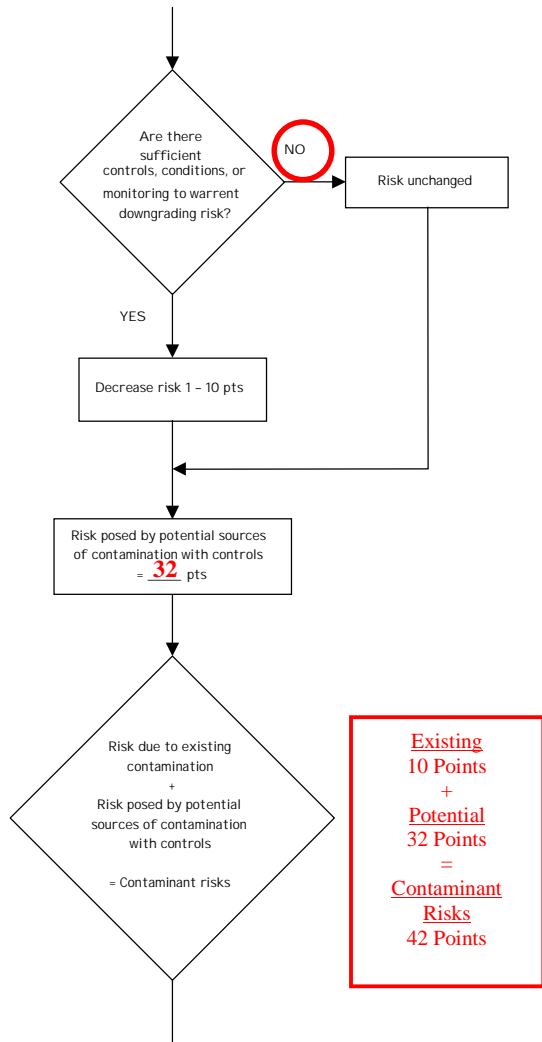 Are there
sufficient
controls, conditions, or
monitoring to warrent
downgrading risk?
NO
Risk unchanged
YES
Decrease risk 1 – 10 pts
Risk posed by potential sources
of contamination with controls
= 32 pts
Risk due to existing
contamination
+
Risk posed by potential
sources of contamination
with controls
= Contaminant risks
Existing
10 Points
+
Potential
32 Points
=
Contaminant
Risks
42 Points